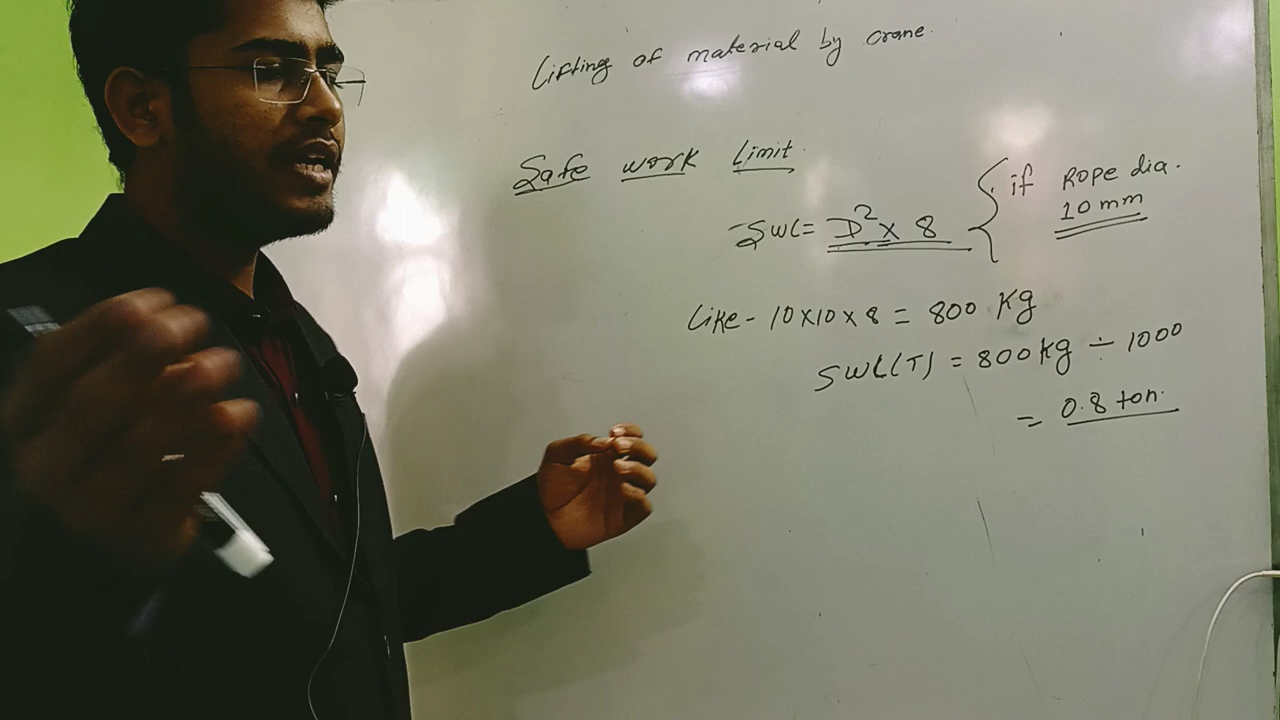 Lifting of material by crane.
Safe work Limit.
SWL = D² x 8 { if Rope dia. 10 mm
Like - 10x10x8 = 800 Kg
SWL(T) = 800kg ÷ 1000
= 0.8 ton.